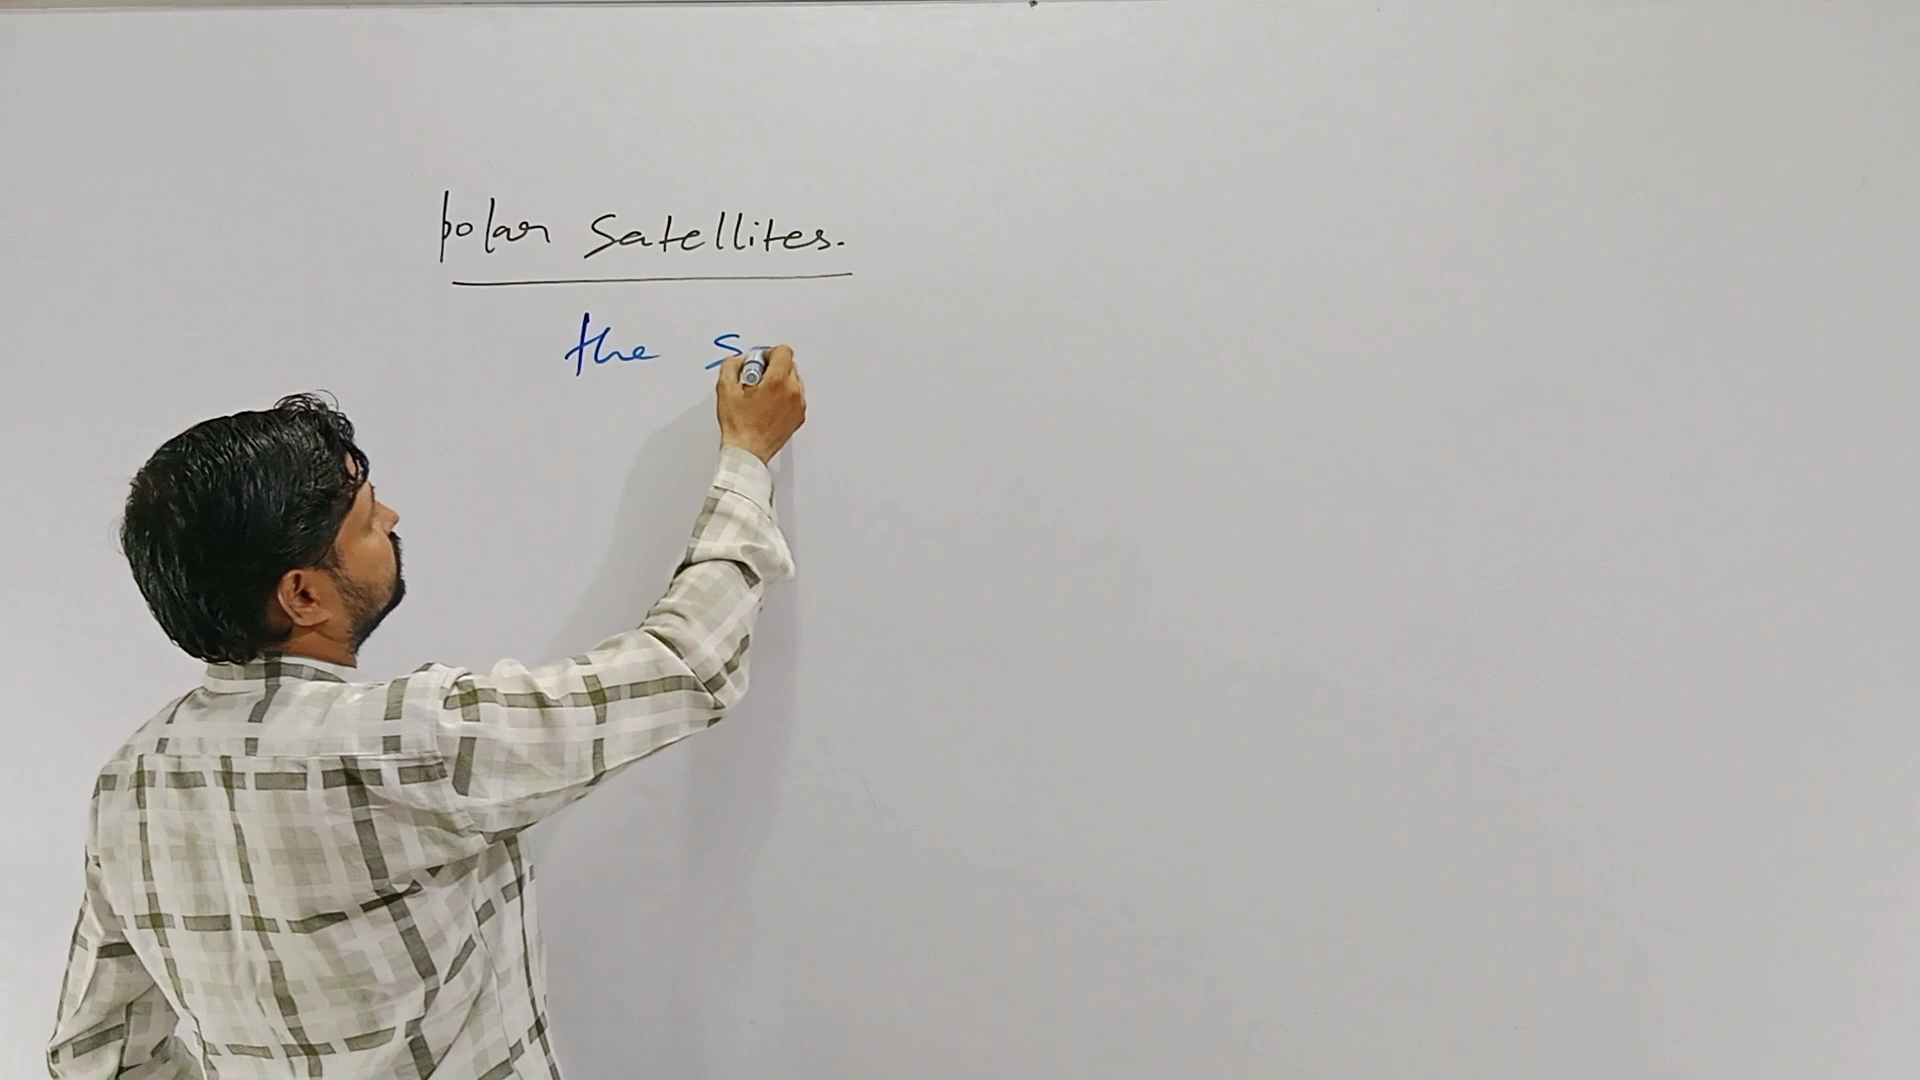 polar satellites.
the s